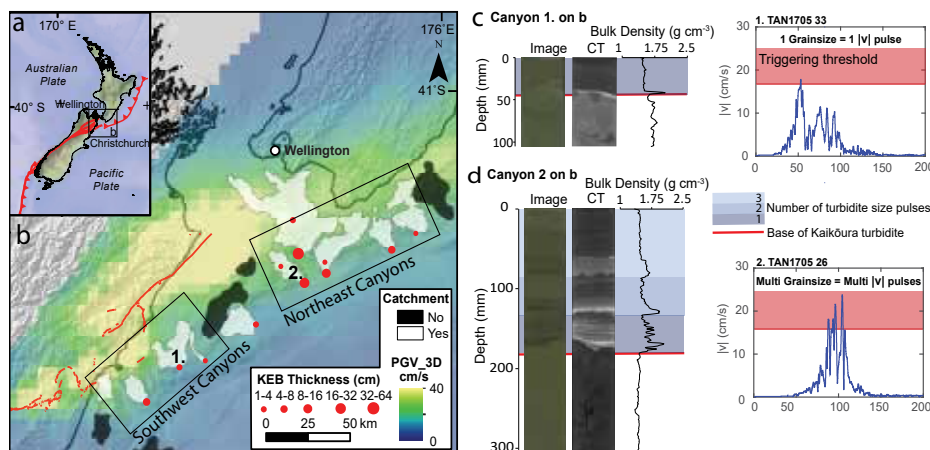 a
170° E
Australian
Plate
40° S
Wellington
b
Christchurch
Pacific
Plate
176°E
N
41°S
Wellington
b
2.
Northeast Canyons
1.
Southwest Canyons
Catchment
No
Yes
PGV_3D
cm/s
40
0
KEB Thickness (cm)
1-4 4-8 8-16 16-32 32-64
0 25 50 km
c Canyon 1. on b
Bulk Density (g cm⁻³)
Image CT 1 1.75 2.5
Depth (mm)
0
50
100
d Canyon 2 on b
Bulk Density (g cm⁻³)
Image CT 1 1.75 2.5
Depth (mm)
0
100
200
300
1. TAN1705 33
1 Grainsize = 1 |v| pulse
Triggering threshold
|v| (cm/s)
30
20
10
0
0 50 100 150 200
3
2
1
Number of turbidite size pulses
Base of Kaikōura turbidite
2. TAN1705 26
Multi Grainsize = Multi |v| pulses
|v| (cm/s)
30
20
10
0
0 50 100 150 200